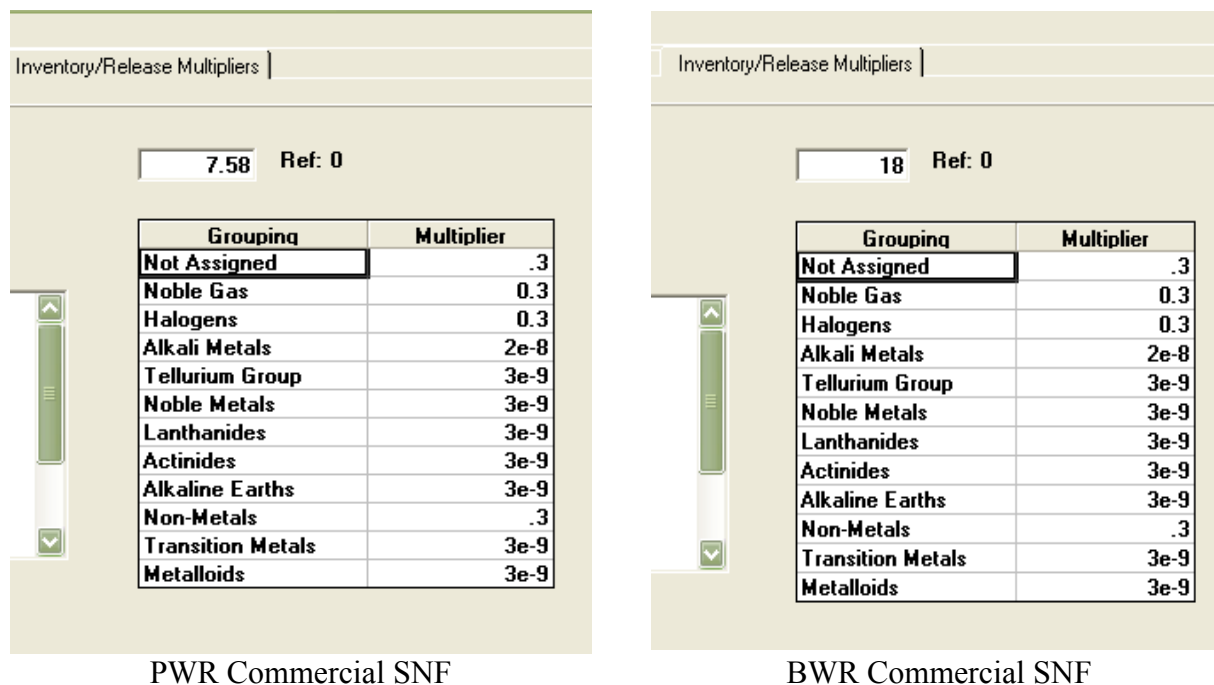 Inventory/Release Multipliers
7.58 Ref: 0
Grouping Multiplier
Not Assigned .3
Noble Gas 0.3
Halogens 0.3
Alkali Metals 2e-8
Tellurium Group 3e-9
Noble Metals 3e-9
Lanthanides 3e-9
Actinides 3e-9
Alkaline Earths 3e-9
Non-Metals .3
Transition Metals 3e-9
Metalloids 3e-9
PWR Commercial SNF
Inventory/Release Multipliers
18 Ref: 0
Grouping Multiplier
Not Assigned .3
Noble Gas 0.3
Halogens 0.3
Alkali Metals 2e-8
Tellurium Group 3e-9
Noble Metals 3e-9
Lanthanides 3e-9
Actinides 3e-9
Alkaline Earths 3e-9
Non-Metals .3
Transition Metals 3e-9
Metalloids 3e-9
BWR Commercial SNF